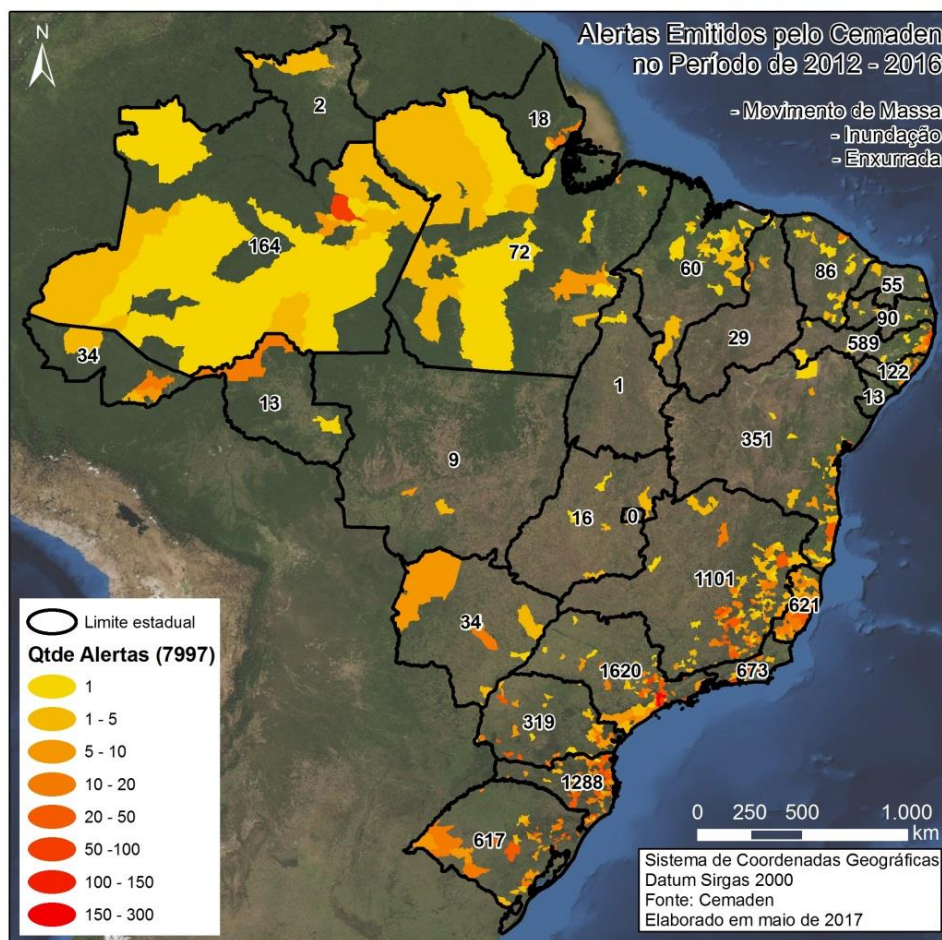 N
Alertas Emitidos pelo Cemaden
no Período de 2012 - 2016
- Movimento de Massa
- Inundação
- Enxurrada
2
18
164
72
60
86
55
90
589
29
34
122
13
13
1
351
9
16
0
1101
621
34
1620
673
319
1288
617
Limite estadual
Qtde Alertas (7997)
1
1 - 5
5 - 10
10 - 20
20 - 50
50 -100
100 - 150
150 - 300
0 250 500 1.000
km
Sistema de Coordenadas Geográficas
Datum Sirgas 2000
Fonte: Cemaden
Elaborado em maio de 2017